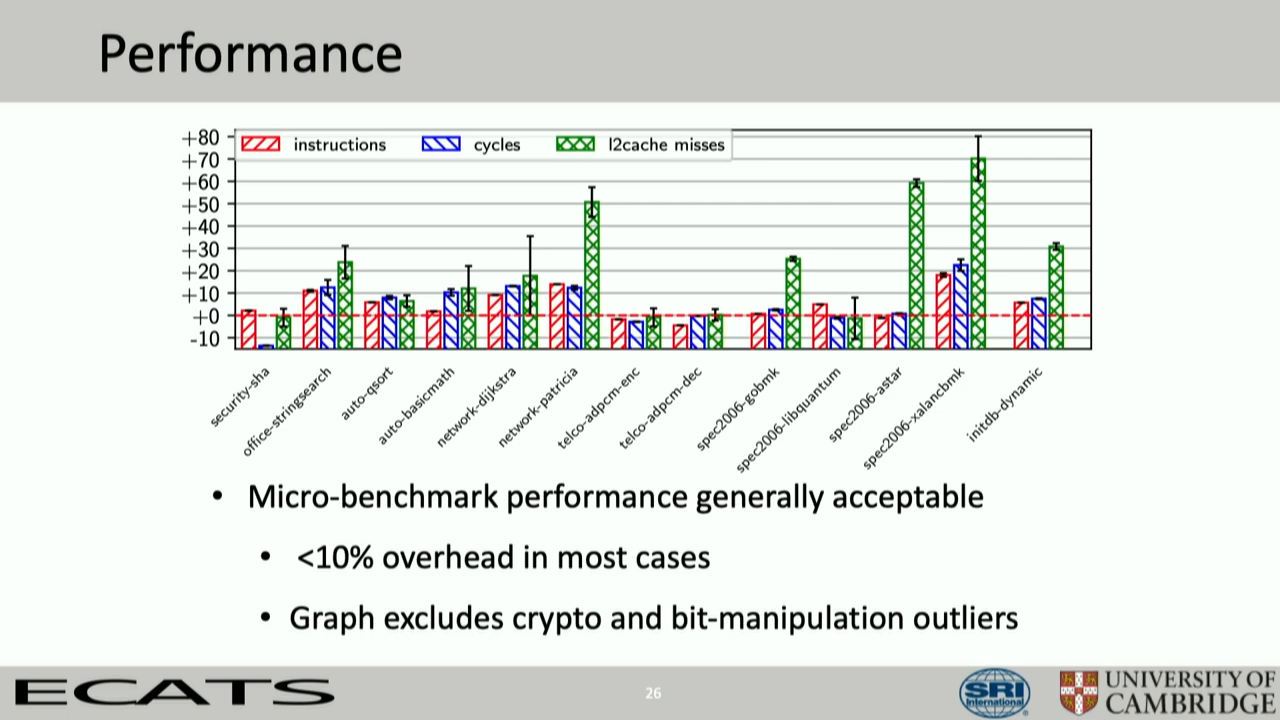 Performance
+80
+70
+60
+50
+40
+30
+20
+10
+0
-10
instructions cycles l2cache misses
security-sha
office-stringsearch
auto-qsort
auto-basicmath
network-dijkstra
network-patricia
telco-adpcm-enc
telco-adpcm-dec
spec2006-gobmk
spec2006-libquantum
spec2006-astar
spec2006-xalancbmk
initdb-dynamic
• Micro-benchmark performance generally acceptable
• <10% overhead in most cases
• Graph excludes crypto and bit-manipulation outliers
ECATS
26
SRI
International
UNIVERSITY OF
CAMBRIDGE